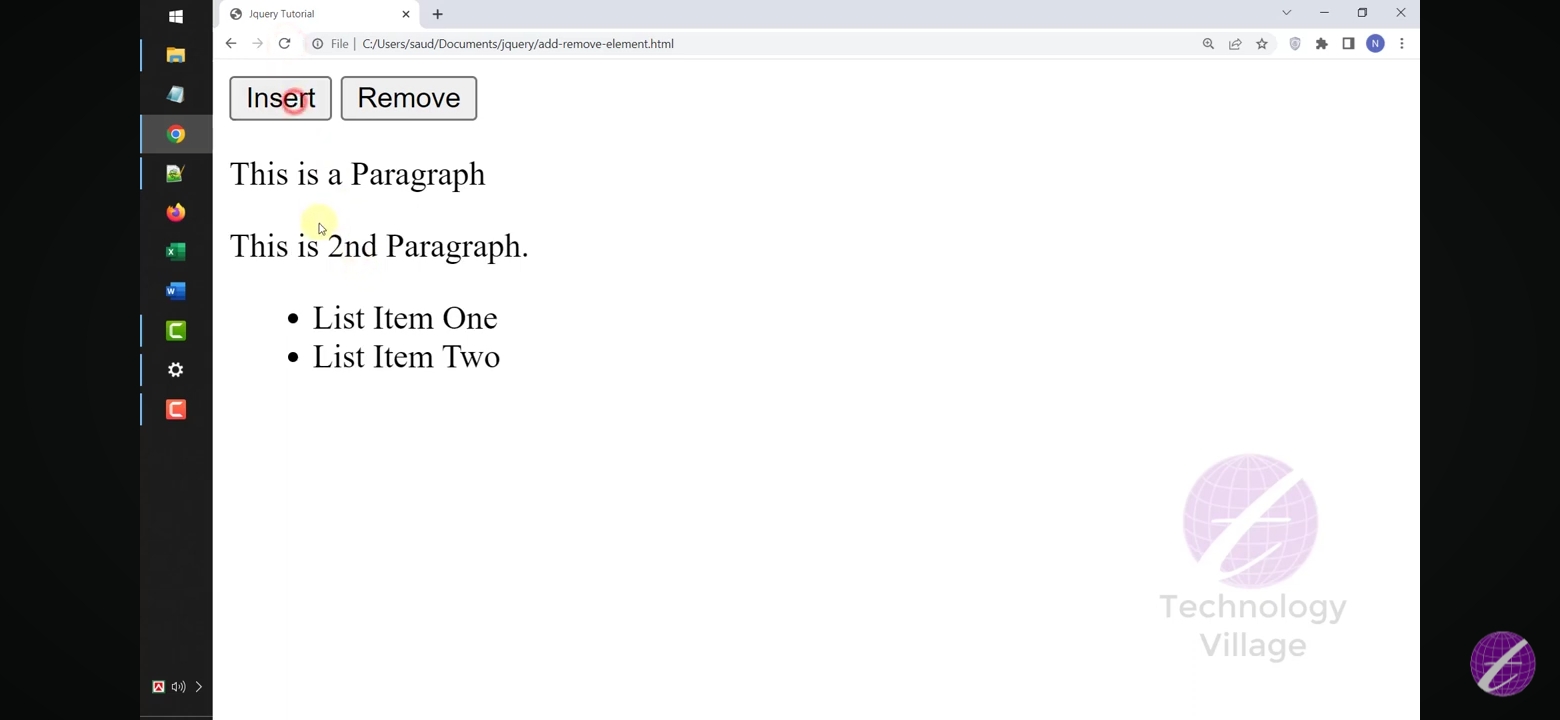 Jquery Tutorial
File
C:/Users/saud/Documents/jquery/add-remove-element.html
N
Insert Remove
This is a Paragraph
This is 2nd Paragraph.
List Item One
List Item Two
Technology
Village